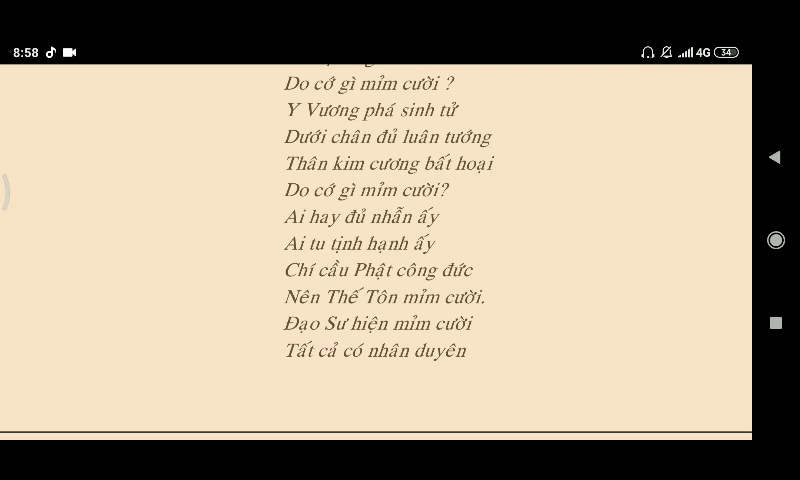 8:58
4G 34
Do cớ gì mỉm cười ?
Y Vương phá sinh tử
Dưới chân đủ luân tướng
Thân kim cương bất hoại
Do cớ gì mỉm cười?
Ai hay đủ nhẫn ấy
Ai tu tịnh hạnh ấy
Chí cầu Phật công đức
Nên Thế Tôn mỉm cười.
Đạo Sư hiện mỉm cười
Tất cả có nhân duyên